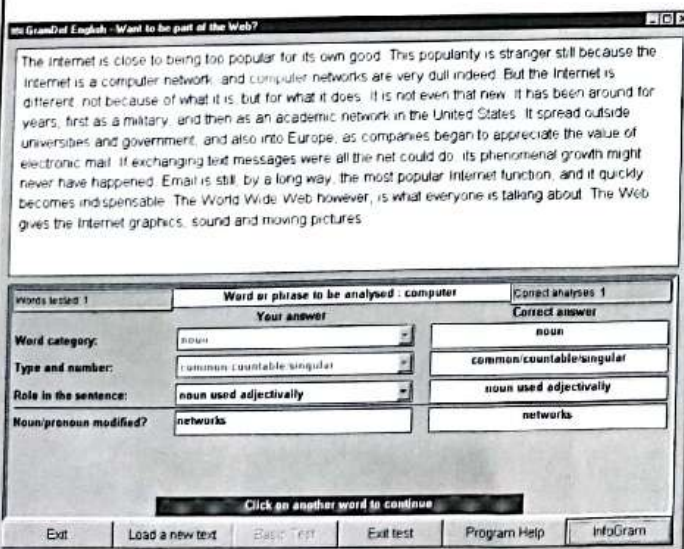 GramDef English - Want to be part of the Web?
The Internet is close to being too popular for its own good. This popularity is stranger still because the
Internet is a computer network, and computer networks are very dull indeed. But the Internet is
different, not because of what it is, but for what it does. It is not even that new. It has been around for
years, first as a military, and then as an academic network in the United States. It spread outside
universities and government, and also into Europe, as companies began to appreciate the value of
electronic mail. If exchanging text messages were all the net could do, its phenomenal growth might
never have happened. Email is still, by a long way, the most popular Internet function, and it quickly
becomes indispensable. The World Wide Web however, is what everyone is talking about. The Web
gives the Internet graphics, sound and moving pictures
Words tested: 1 Word or phrase to be analysed : computer Correct analyses: 1
Your answer Correct answer
Word category: noun noun
Type and number: common/countable/singular common/countable/singular
Role in the sentence: noun used adjectivally noun used adjectivally
Noun/pronoun modified? networks networks
Click on another word to continue
Exit Load a new text Basic Test Exit test Program Help InfoGram